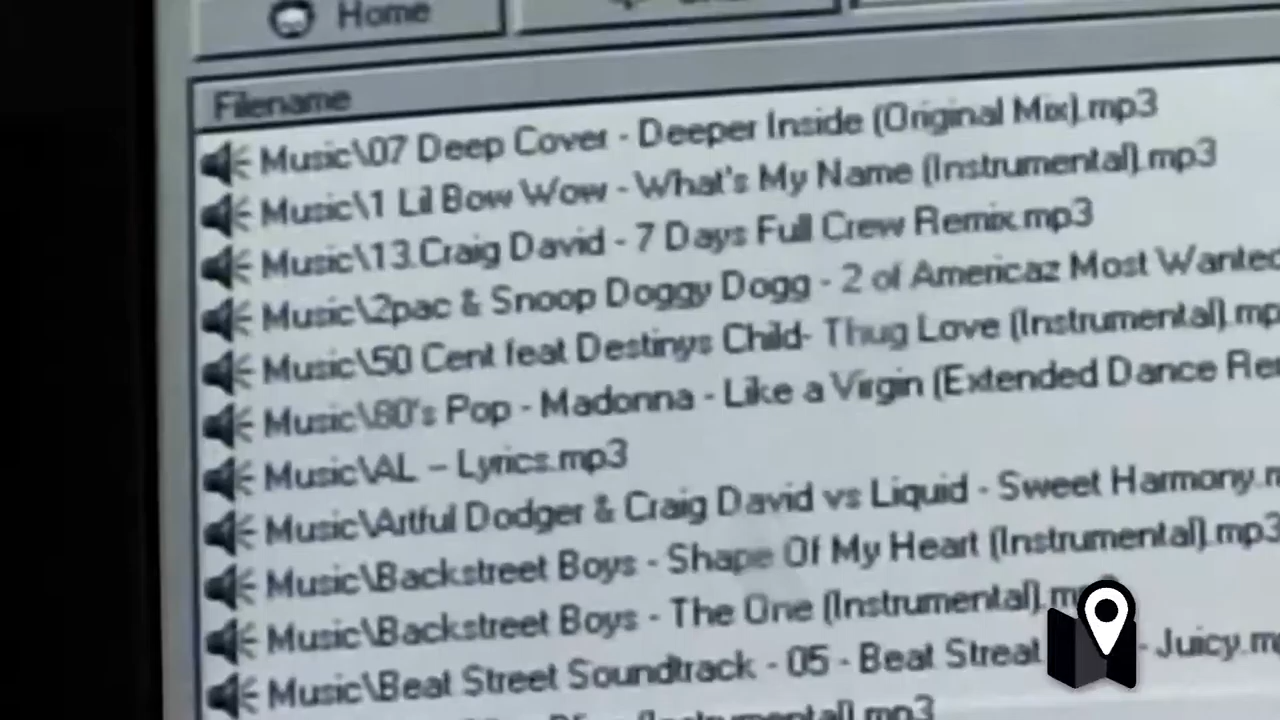 Home
Filename
Music\07 Deep Cover - Deeper Inside (Original Mix).mp3
Music\1 Lil Bow Wow - What's My Name (Instrumental).mp3
Music\13.Craig David - 7 Days Full Crew Remix.mp3
Music\2pac & Snoop Doggy Dogg - 2 of Americaz Most Wanted
Music\50 Cent feat Destinys Child- Thug Love (Instrumental).mp
Music\80's Pop - Madonna - Like a Virgin (Extended Dance Re
Music\AL – Lyrics.mp3
Music\Artful Dodger & Craig David vs Liquid - Sweet Harmony.m
Music\Backstreet Boys - Shape Of My Heart (Instrumental).mp3
Music\Backstreet Boys - The One (Instrumental).mp
Music\Beat Street Soundtrack - 05 - Beat Streat - Juicy.m
(Instrumental).mp3